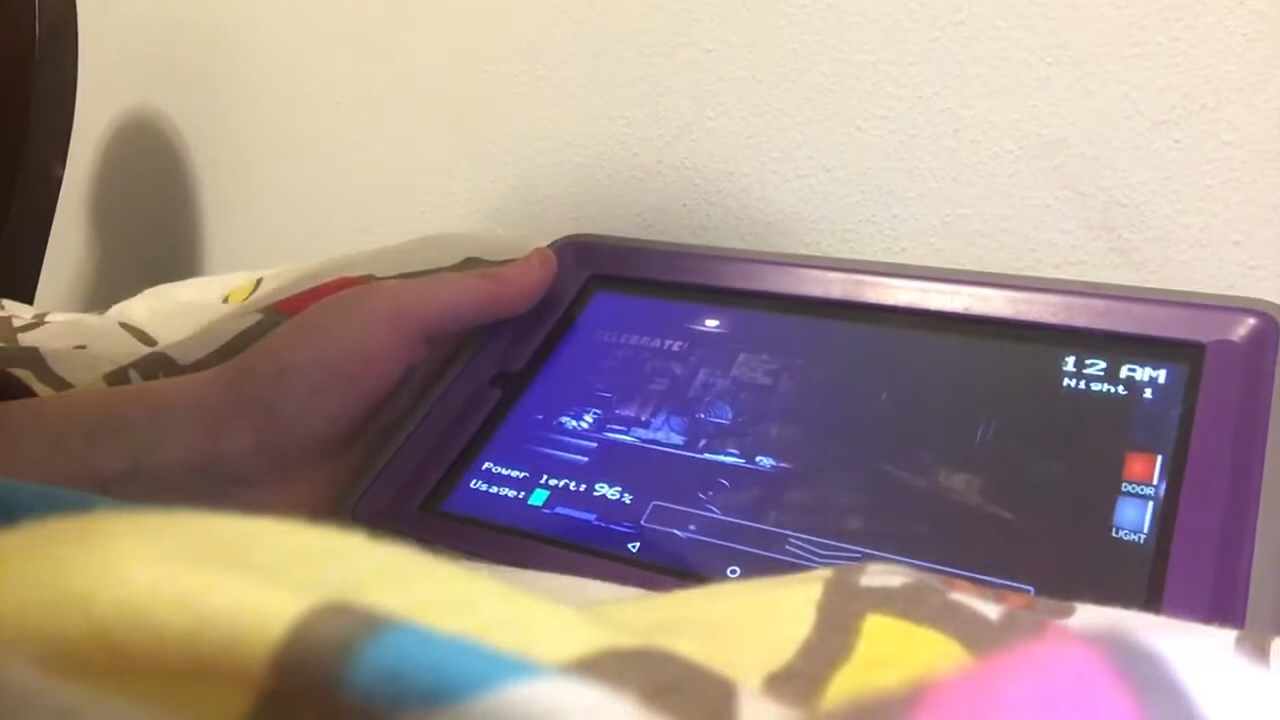 CELEBRATE!
12 AM
Night 1
DOOR
LIGHT
Power left: 96%
Usage: